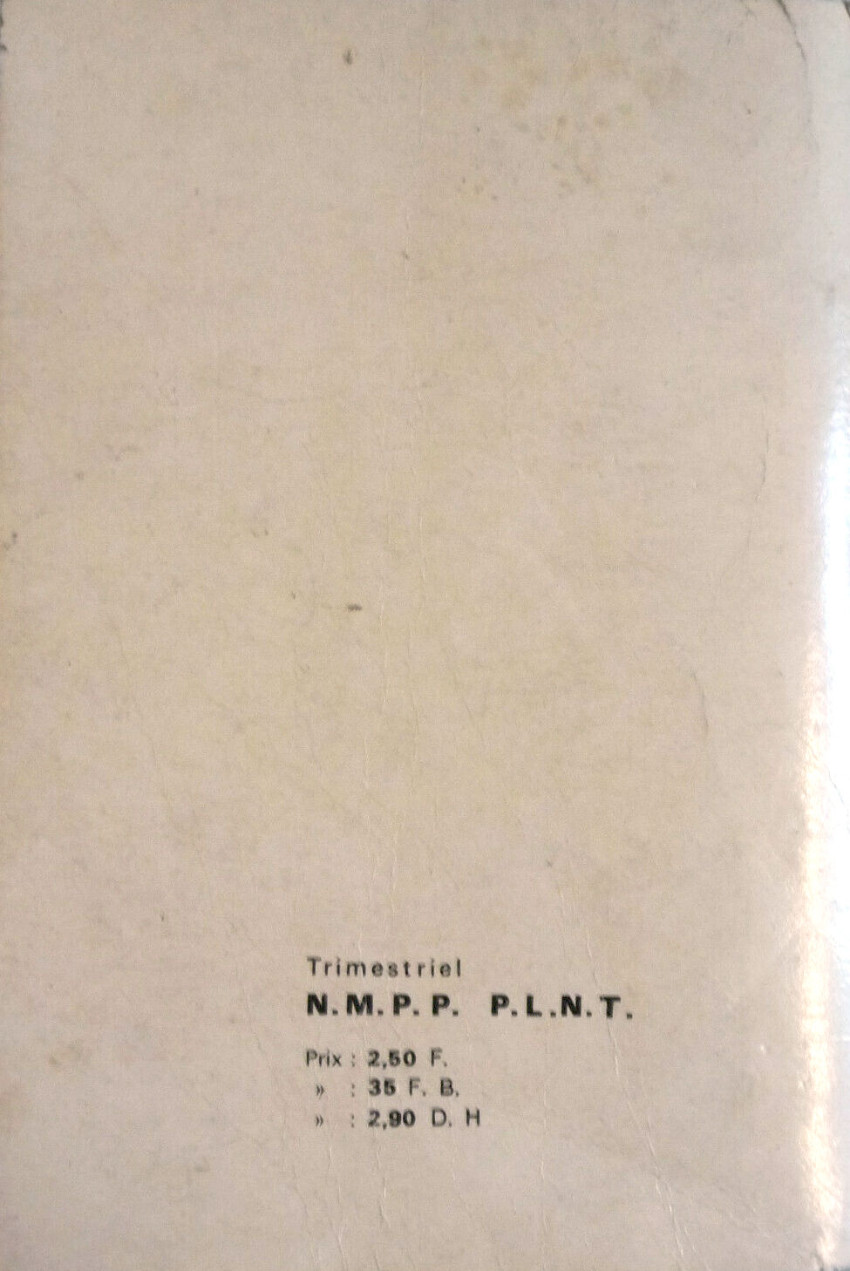 Trimestriel
N.M.P.P. P.L.N.T.
Prix : 2,50 F.
» : 35 F. B.
» : 2,90 D. H